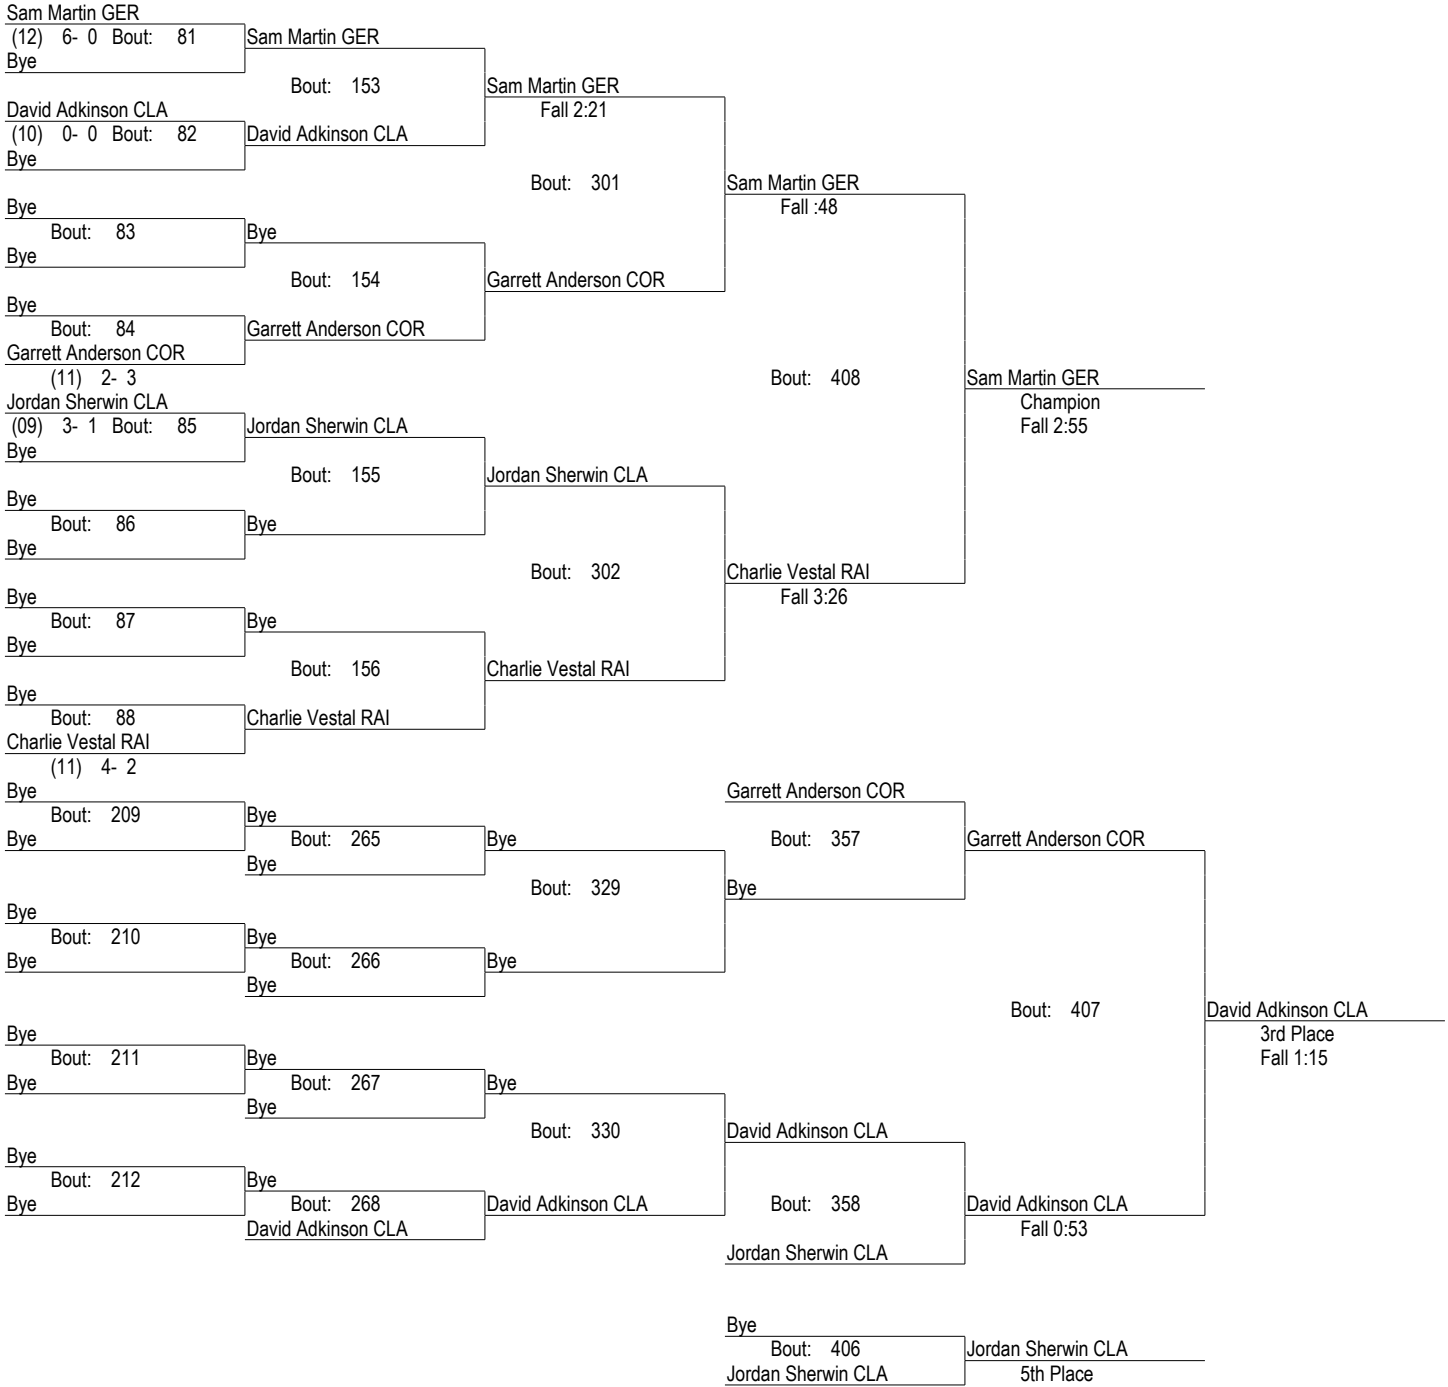 Sam Martin GER
(12) 6- 0 Bout: 81 Sam Martin GER
Bye
Bout: 153 Sam Martin GER
David Adkinson CLA Fall 2:21
(10) 0- 0 Bout: 82 David Adkinson CLA
Bye
Bout: 301 Sam Martin GER
Bye Fall :48
Bout: 83 Bye
Bye
Bout: 154 Garrett Anderson COR
Bye
Bout: 84 Garrett Anderson COR
Garrett Anderson COR
(11) 2- 3 Bout: 408 Sam Martin GER
Jordan Sherwin CLA Champion
(09) 3- 1 Bout: 85 Jordan Sherwin CLA Fall 2:55
Bye
Bout: 155 Jordan Sherwin CLA
Bye
Bout: 86 Bye
Bye
Bout: 302 Charlie Vestal RAI
Bye Fall 3:26
Bout: 87 Bye
Bye
Bout: 156 Charlie Vestal RAI
Bye
Bout: 88 Charlie Vestal RAI
Charlie Vestal RAI
(11) 4- 2
Bye Garrett Anderson COR
Bout: 209 Bye
Bye Bout: 265 Bye Bout: 357 Garrett Anderson COR
Bye
Bout: 329 Bye
Bye
Bout: 210 Bye
Bye Bout: 266 Bye
Bye
Bout: 407 David Adkinson CLA
Bye 3rd Place
Bout: 211 Bye Fall 1:15
Bye Bout: 267 Bye
Bye
Bout: 330 David Adkinson CLA
Bye
Bout: 212 Bye
Bye Bout: 268 David Adkinson CLA Bout: 358 David Adkinson CLA
David Adkinson CLA Fall 0:53
Jordan Sherwin CLA
Bye
Bout: 406 Jordan Sherwin CLA
Jordan Sherwin CLA 5th Place